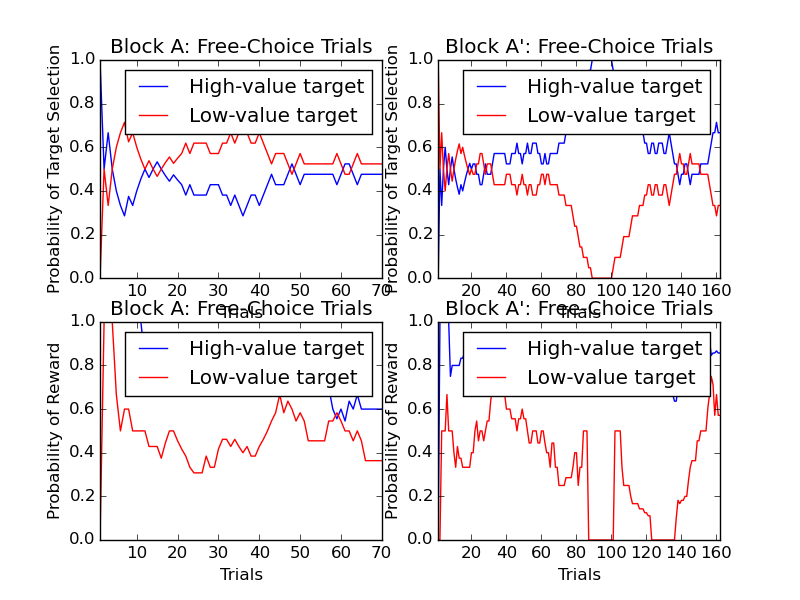 Block A: Free-Choice Trials
Probability of Target Selection
1.0
0.8
0.6
0.4
0.2
0.0
High-value target
Low-value target
10 20 30 40 50 60 70
Trials
Block A': Free-Choice Trials
Probability of Target Selection
1.0
0.8
0.6
0.4
0.2
0.0
High-value target
Low-value target
20 40 60 80 100 120 140 160
Trials
Block A: Free-Choice Trials
Probability of Reward
1.0
0.8
0.6
0.4
0.2
0.0
High-value target
Low-value target
10 20 30 40 50 60 70
Trials
Block A': Free-Choice Trials
Probability of Reward
1.0
0.8
0.6
0.4
0.2
0.0
High-value target
Low-value target
20 40 60 80 100 120 140 160
Trials